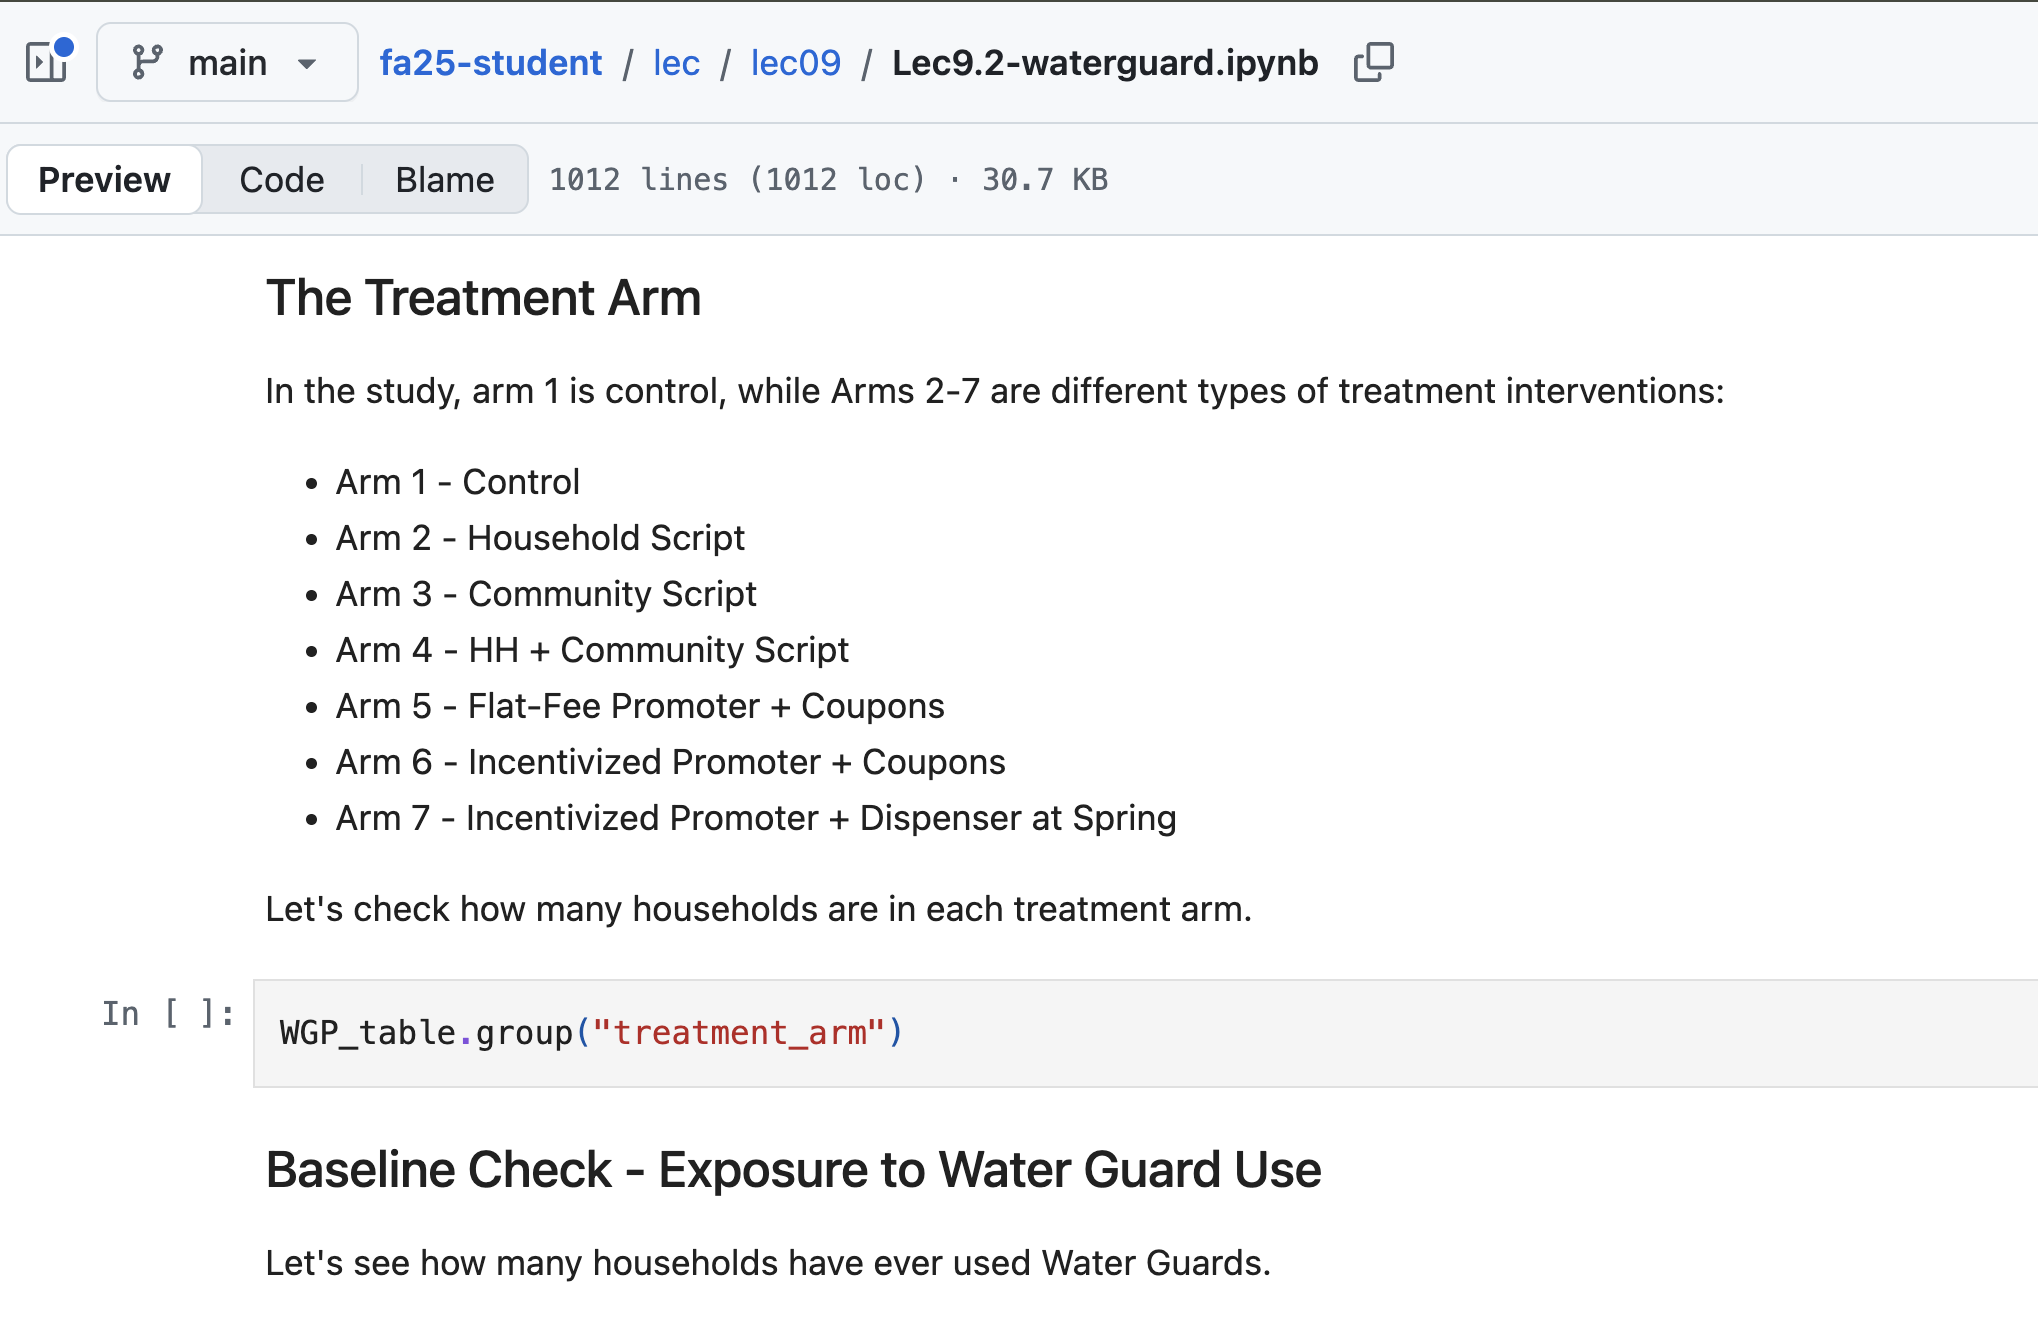 main
fa25-student / lec / lec09 / Lec9.2-waterguard.ipynb
Preview Code Blame 1012 lines (1012 loc) · 30.7 KB
The Treatment Arm
In the study, arm 1 is control, while Arms 2-7 are different types of treatment interventions:
• Arm 1 - Control
• Arm 2 - Household Script
• Arm 3 - Community Script
• Arm 4 - HH + Community Script
• Arm 5 - Flat-Fee Promoter + Coupons
• Arm 6 - Incentivized Promoter + Coupons
• Arm 7 - Incentivized Promoter + Dispenser at Spring
Let's check how many households are in each treatment arm.
In [ ]:
WGP_table.group("treatment_arm")
Baseline Check - Exposure to Water Guard Use
Let's see how many households have ever used Water Guards.